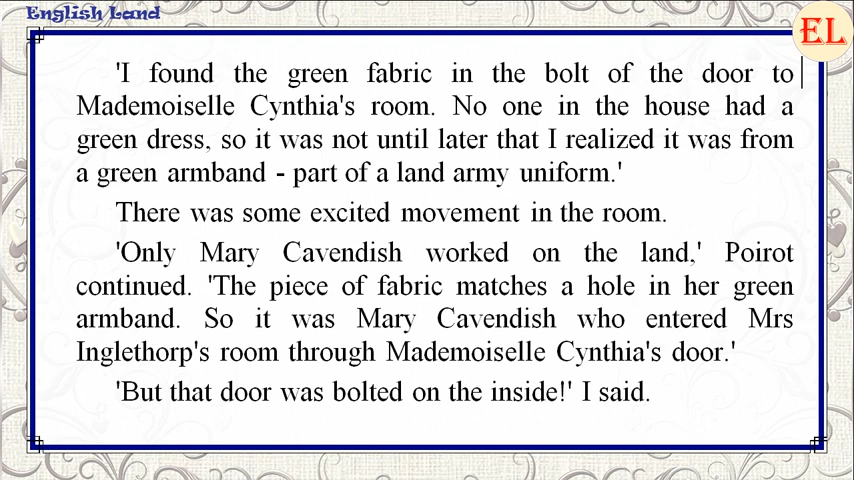 English Land
EL
'I found the green fabric in the bolt of the door to
Mademoiselle Cynthia's room. No one in the house had a
green dress, so it was not until later that I realized it was from
a green armband - part of a land army uniform.'
There was some excited movement in the room.
'Only Mary Cavendish worked on the land,' Poirot
continued. 'The piece of fabric matches a hole in her green
armband. So it was Mary Cavendish who entered Mrs
Inglethorp's room through Mademoiselle Cynthia's door.'
'But that door was bolted on the inside!' I said.